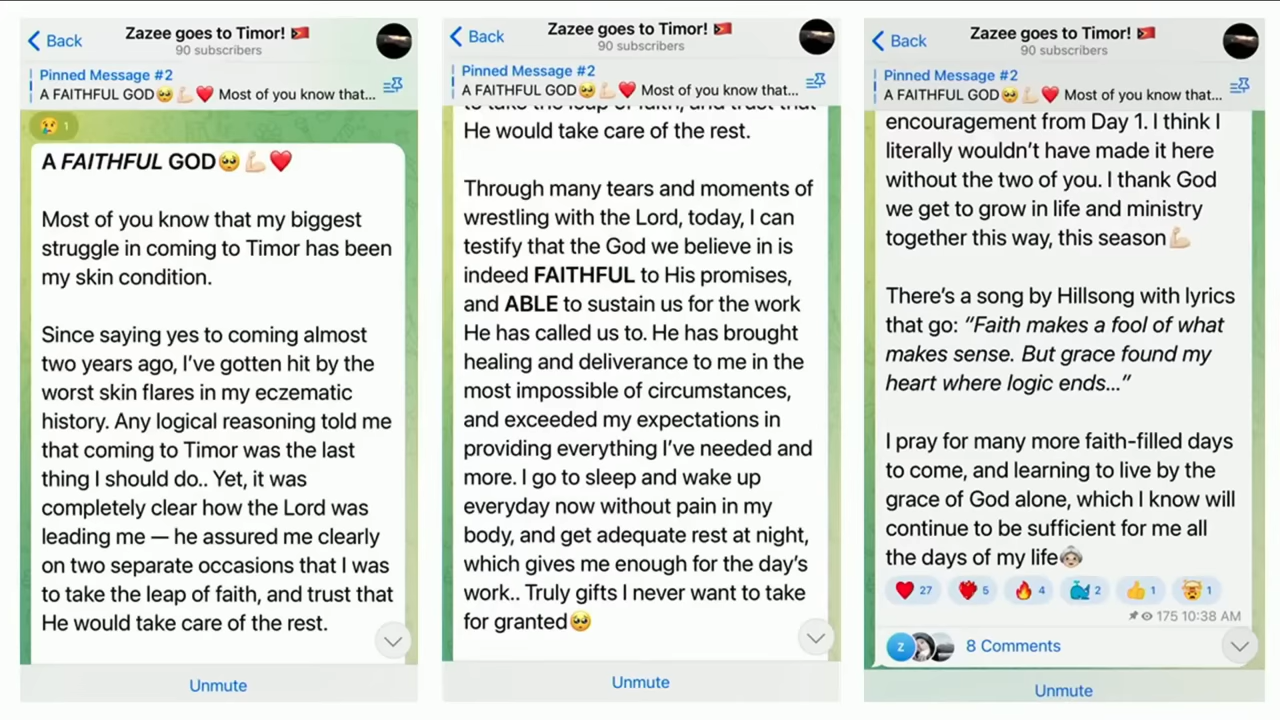 Back
Zazee goes to Timor! 🇹🇱
90 subscribers
Pinned Message #2
A FAITHFUL GOD🥺💪🏻❤️ Most of you know that...
😢 1
A FAITHFUL GOD🥺💪🏻❤️
Most of you know that my biggest
struggle in coming to Timor has been
my skin condition.
Since saying yes to coming almost
two years ago, I've gotten hit by the
worst skin flares in my eczematic
history. Any logical reasoning told me
that coming to Timor was the last
thing I should do.. Yet, it was
completely clear how the Lord was
leading me — he assured me clearly
on two separate occasions that I was
to take the leap of faith, and trust that
He would take care of the rest.
Unmute
Back
Zazee goes to Timor! 🇹🇱
90 subscribers
Pinned Message #2
A FAITHFUL GOD🥺💪🏻❤️ Most of you know that...
to take the leap of faith, and trust that
He would take care of the rest.
Through many tears and moments of
wrestling with the Lord, today, I can
testify that the God we believe in is
indeed FAITHFUL to His promises,
and ABLE to sustain us for the work
He has called us to. He has brought
healing and deliverance to me in the
most impossible of circumstances,
and exceeded my expectations in
providing everything I've needed and
more. I go to sleep and wake up
everyday now without pain in my
body, and get adequate rest at night,
which gives me enough for the day's
work.. Truly gifts I never want to take
for granted🥺
Unmute
Back
Zazee goes to Timor! 🇹🇱
90 subscribers
Pinned Message #2
A FAITHFUL GOD🥺💪🏻❤️ Most of you know that...
encouragement from Day 1. I think I
literally wouldn't have made it here
without the two of you. I thank God
we get to grow in life and ministry
together this way, this season💪🏻
There's a song by Hillsong with lyrics
that go: "Faith makes a fool of what
makes sense. But grace found my
heart where logic ends..."
I pray for many more faith-filled days
to come, and learning to live by the
grace of God alone, which I know will
continue to be sufficient for me all
the days of my life👵🏻
❤️ 27 ❤️‍🔥 5 🔥 4 🐳 2 👍 1 🤯 1
175 10:38 AM
Z
8 Comments
Unmute